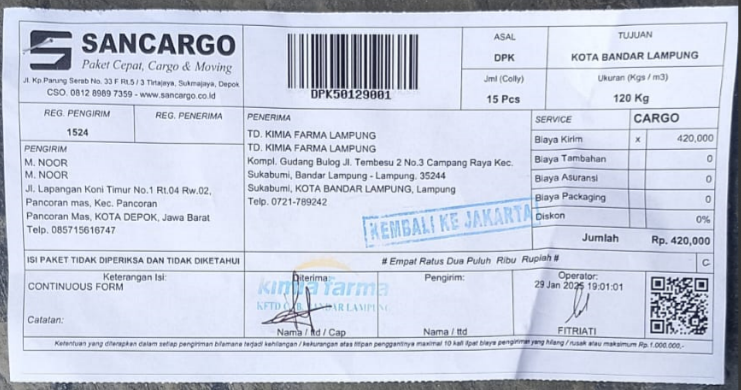 SANCARGO
Paket Cepat, Cargo & Moving
Jl. Kp.Parung Serab No. 33 F Rt.5 / 3 Tirtajaya, Sukmajaya, Depok
CSO. 0812 8989 7359 - www.sancargo.co.id
DPK50129001
ASAL
DPK
TUJUAN
KOTA BANDAR LAMPUNG
Jml (Colly)
15 Pcs
Ukuran (Kgs / m3)
120 Kg
REG. PENGIRIM
1524
REG. PENERIMA
PENGIRIM
M. NOOR
M. NOOR
Jl. Lapangan Koni Timur No.1 Rt.04 Rw.02,
Pancoran mas, Kec. Pancoran
Pancoran Mas, KOTA DEPOK, Jawa Barat
Telp. 085715616747
PENERIMA
TD. KIMIA FARMA LAMPUNG
TD. KIMIA FARMA LAMPUNG
Kompl. Gudang Bulog Jl. Tembesu 2 No.3 Campang Raya Kec.
Sukabumi, Bandar Lampung - Lampung. 35244
Sukabumi, KOTA BANDAR LAMPUNG, Lampung
Telp. 0721-789242
KEMBALI KE JAKARTA
SERVICE CARGO
Biaya Kirim x 420,000
Biaya Tambahan 0
Biaya Asuransi 0
Biaya Packaging 0
Diskon 0%
Jumlah Rp. 420,000
ISI PAKET TIDAK DIPERIKSA DAN TIDAK DIKETAHUI
# Empat Ratus Dua Puluh Ribu Rupiah #
C
Keterangan Isi:
CONTINUOUS FORM
Catatan:
Diterima:
kimia farma
KFTD CAB. BANDAR LAMPUNG
Nama / ttd / Cap
Pengirim:
Nama / ttd
Operator:
29 Jan 2025 19:01:01
FITRIATI
Ketentuan yang diterapkan dalam setiap pengiriman bilamana terjadi kehilangan / kekurangan atas titipan penggantinya maximal 10 kali lipat biaya pengiriman yang hilang / rusak atau maksimum Rp.1.000.000,-